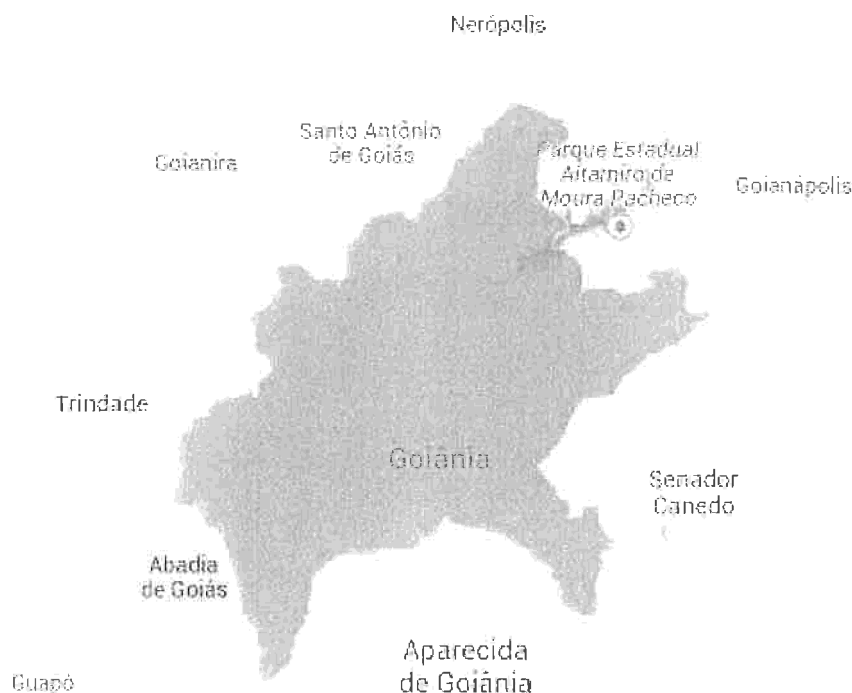 Nerópolis
Santo Antônio
de Goiás
Goianira
Parque Estadual
Altamiro de
Moura Pacheco
Goianápolis
Trindade
Goiânia
Senador
Canedo
Abadia
de Goiás
Aparecida
de Goiânia
Guapó